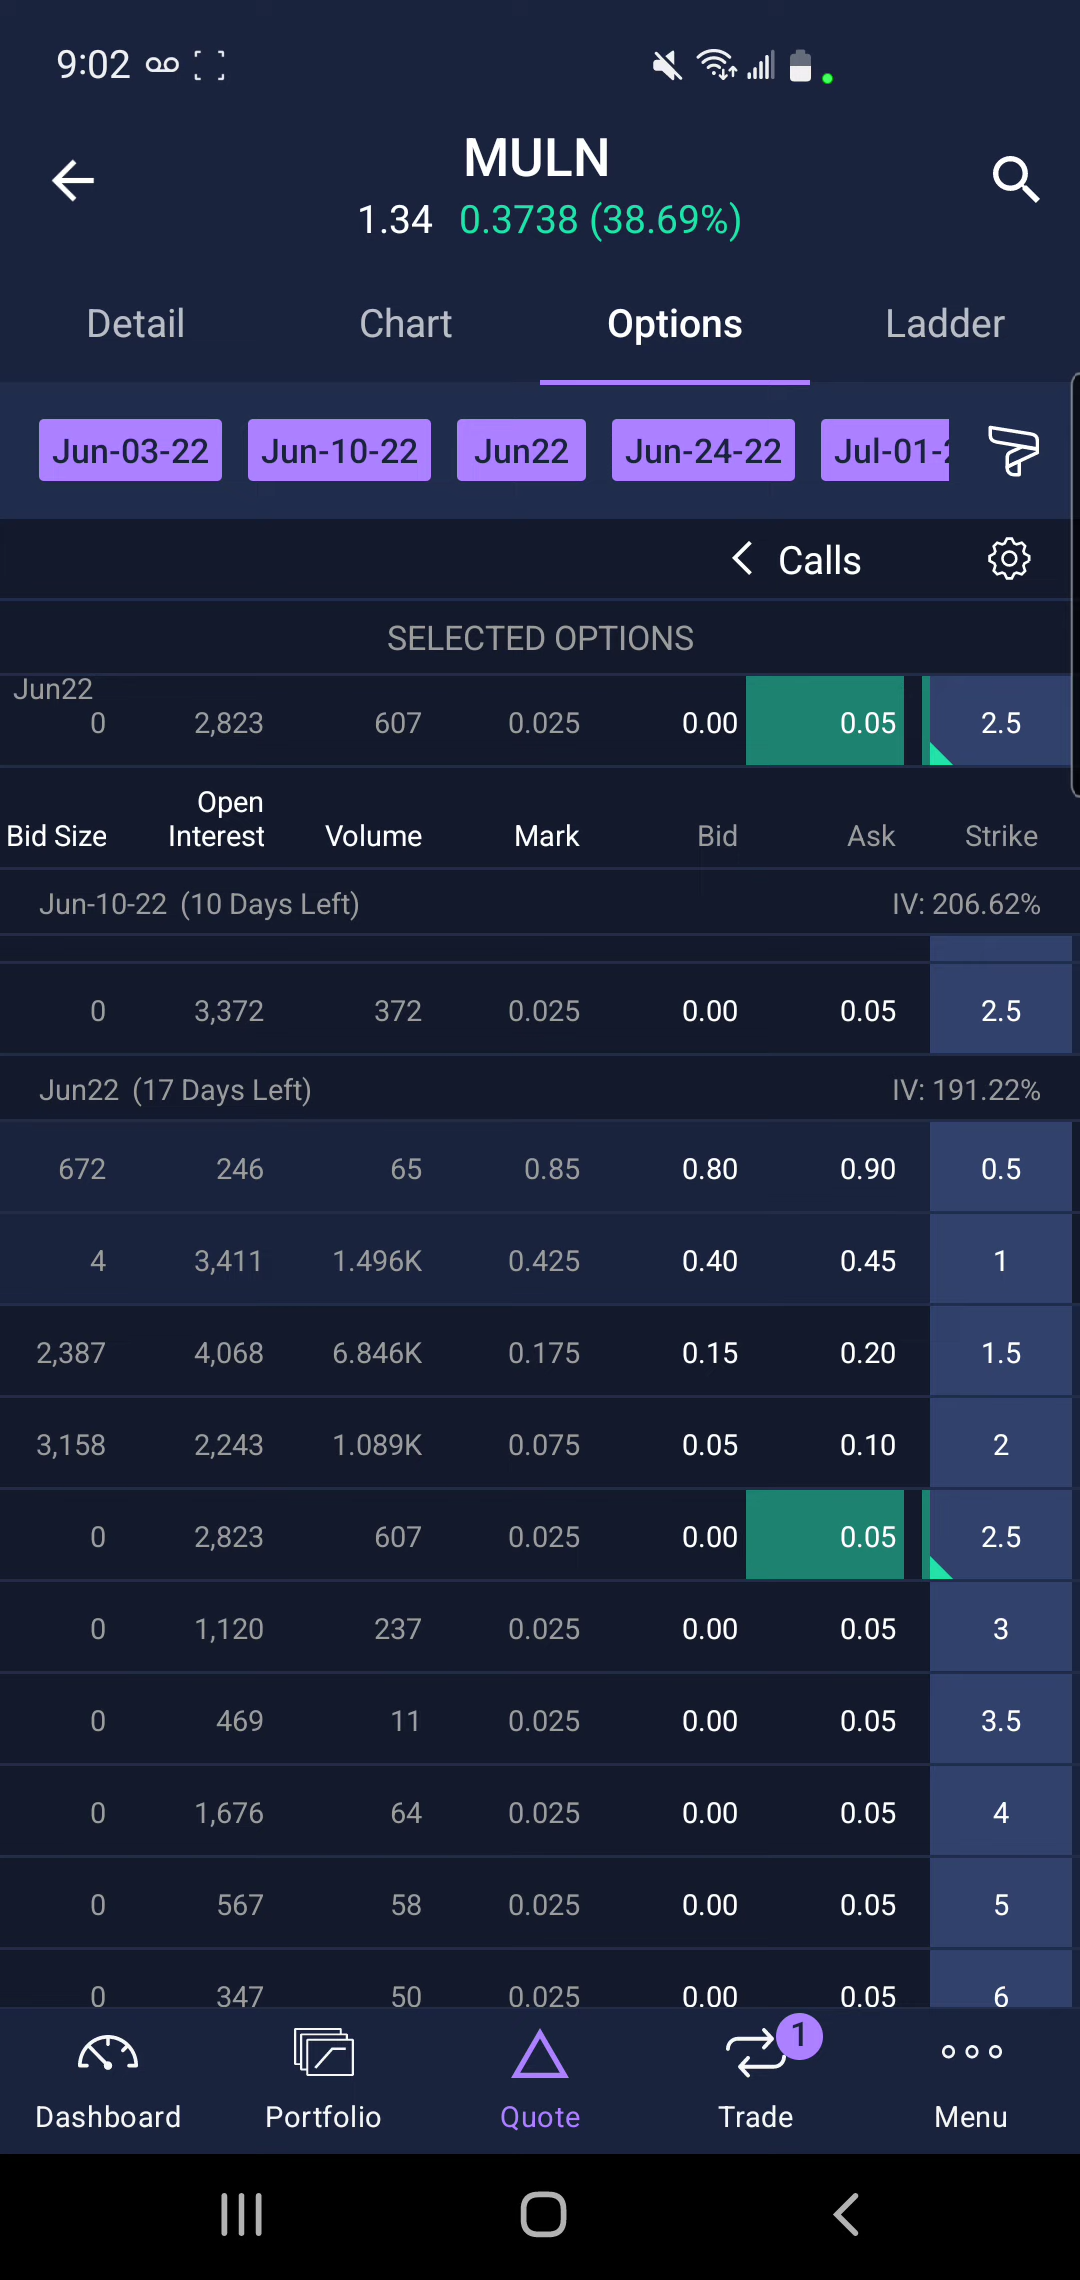 9:02
MULN
1.34 0.3738 (38.69%)
Detail Chart Options Ladder
Jun-03-22 Jun-10-22 Jun22 Jun-24-22 Jul-01-
Calls
SELECTED OPTIONS
Jun22
0 2,823 607 0.025 0.00 0.05 2.5
Bid Size Open Interest Volume Mark Bid Ask Strike
Jun-10-22 (10 Days Left) IV: 206.62%
0 3,372 372 0.025 0.00 0.05 2.5
Jun22 (17 Days Left) IV: 191.22%
672 246 65 0.85 0.80 0.90 0.5
4 3,411 1.496K 0.425 0.40 0.45 1
2,387 4,068 6.846K 0.175 0.15 0.20 1.5
3,158 2,243 1.089K 0.075 0.05 0.10 2
0 2,823 607 0.025 0.00 0.05 2.5
0 1,120 237 0.025 0.00 0.05 3
0 469 11 0.025 0.00 0.05 3.5
0 1,676 64 0.025 0.00 0.05 4
0 567 58 0.025 0.00 0.05 5
0 347 50 0.025 0.00 0.05 6
1
Dashboard Portfolio Quote Trade Menu